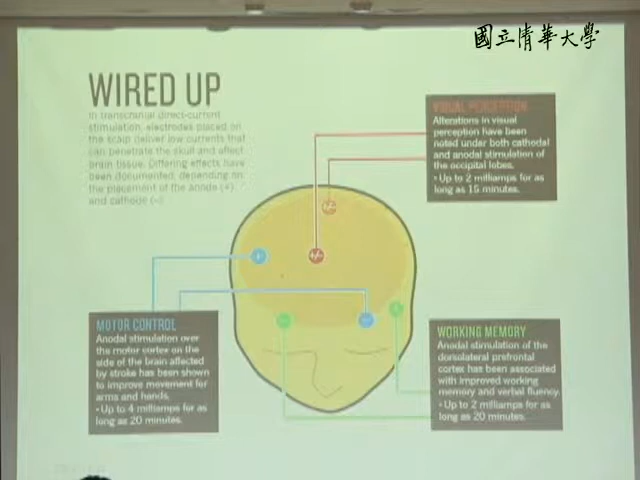 國立清華大學
WIRED UP
In transcranial direct-current
stimulation, electrodes placed on
the scalp deliver low currents that
can penetrate the skull and affect
brain tissue. Differing effects have
been documented, depending on
the placement of the anode (+)
and cathode (–).
VISUAL PERCEPTION
Alterations in visual
perception have been
noted under both cathodal
and anodal stimulation of
the occipital lobes.
• Up to 2 milliamps for as
long as 15 minutes.
+/-
+/-
+
–
–
+
MOTOR CONTROL
Anodal stimulation over
the motor cortex on the
side of the brain affected
by stroke has been shown
to improve movement for
arms and hands.
• Up to 4 milliamps for as
long as 20 minutes.
WORKING MEMORY
Anodal stimulation of the
dorsolateral prefrontal
cortex has been associated
with improved working
memory and verbal fluency.
• Up to 2 milliamps for as
long as 20 minutes.